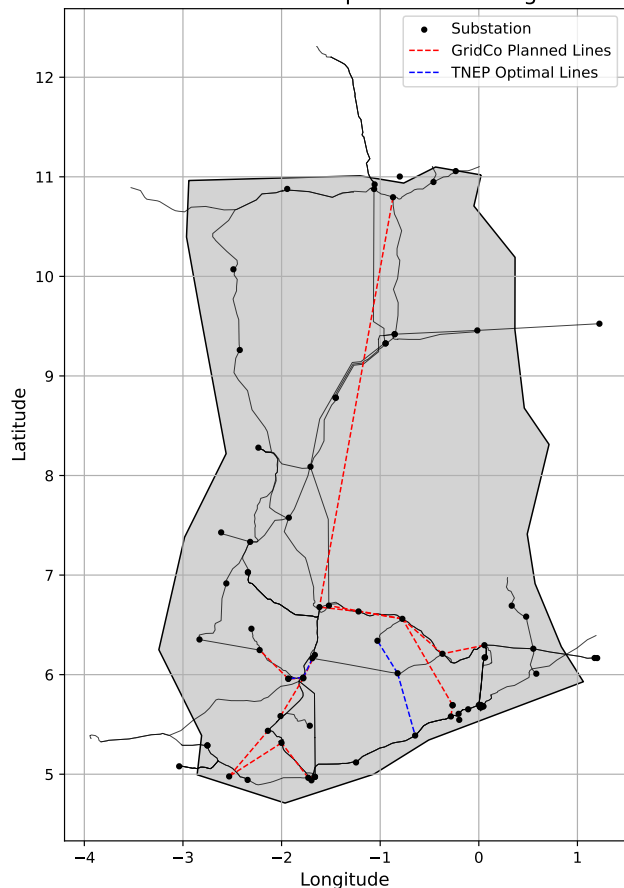 Substation
GridCo Planned Lines
TNEP Optimal Lines
12
11
10
9
8
7
6
5
Latitude
−4 −3 −2 −1 0 1
Longitude